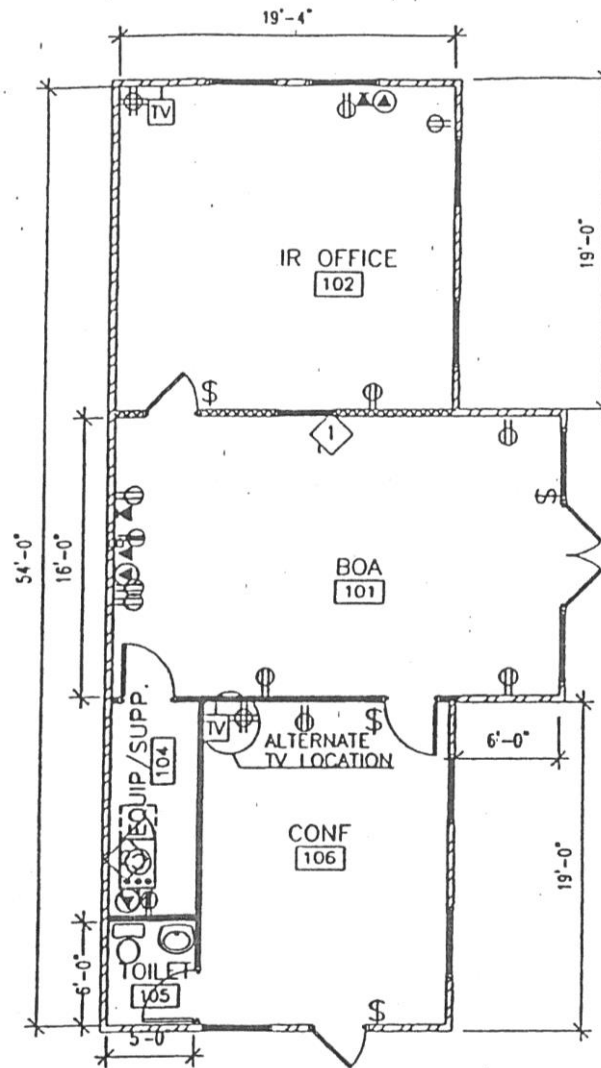 19'-4"
TV
IR OFFICE
102
19'-0"
$
1
$
54'-0"
16'-0"
BOA
101
EQUIP/SUPP.
104
TV
$
ALTERNATE
TV LOCATION
6'-0"
CONF
106
19'-0"
6'-0"
TOILET
105
$
5-0